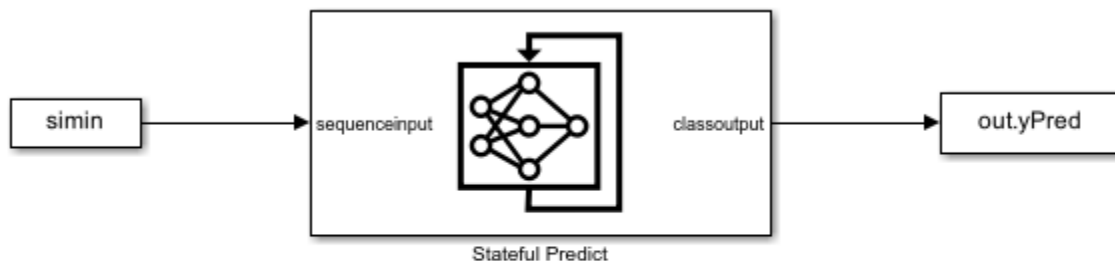 simin
sequenceinput
classoutput
out.yPred
Stateful Predict